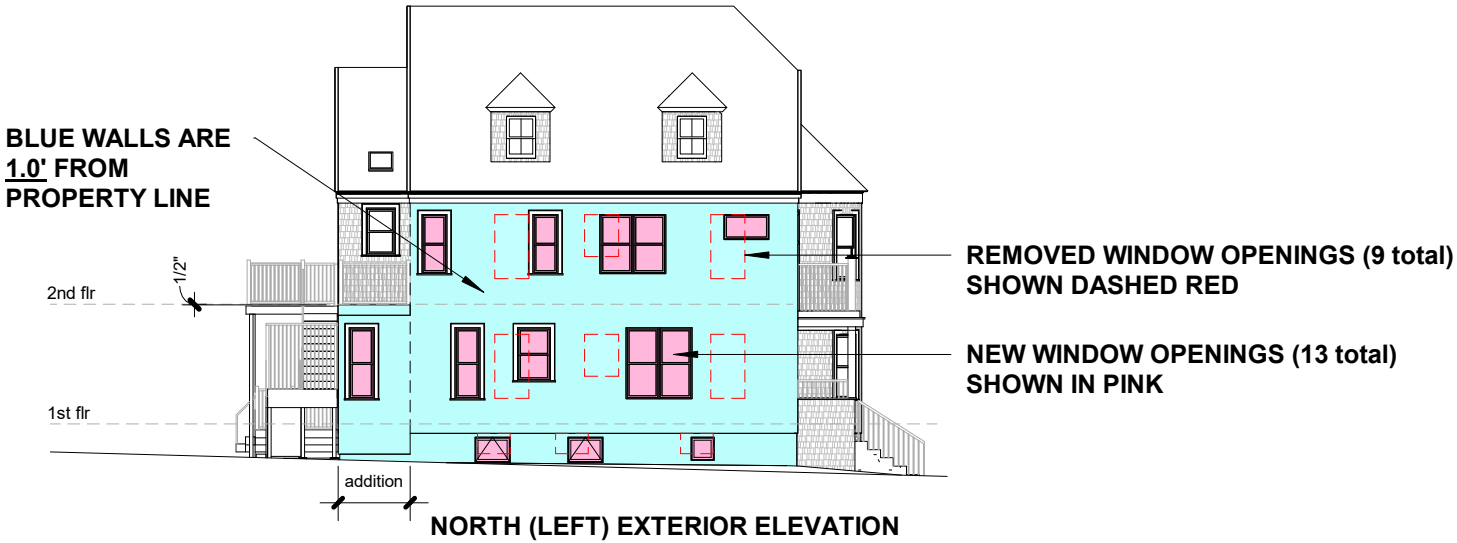 BLUE WALLS ARE
1.0' FROM
PROPERTY LINE
1/2"
2nd flr
1st flr
REMOVED WINDOW OPENINGS (9 total)
SHOWN DASHED RED
NEW WINDOW OPENINGS (13 total)
SHOWN IN PINK
addition
NORTH (LEFT) EXTERIOR ELEVATION